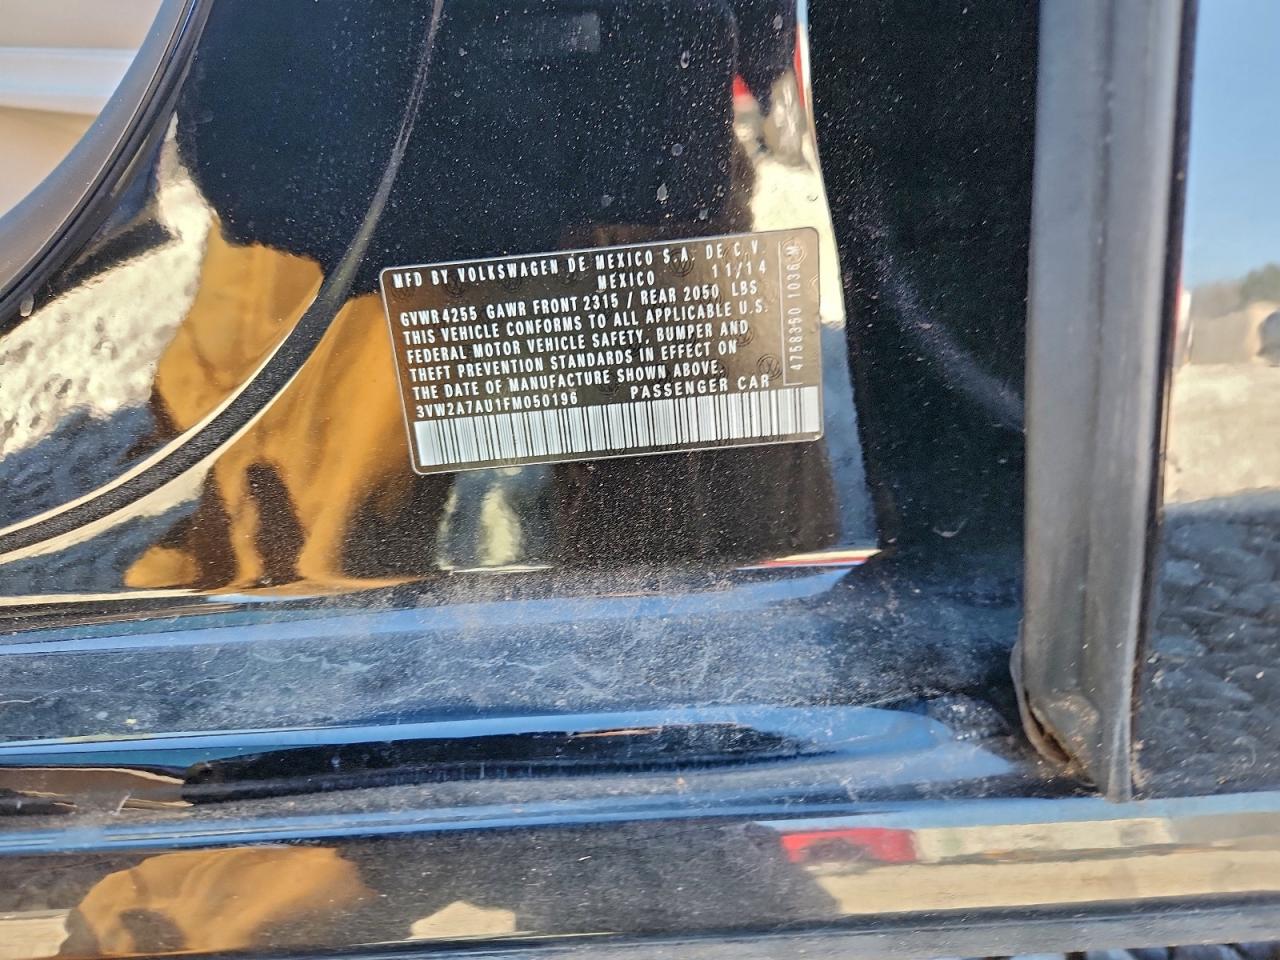 MFD BY VOLKSWAGEN DE MEXICO S.A. DE C.V.
MEXICO 11/14
GVWR 4255 GAWR FRONT 2315 / REAR 2050 LBS
THIS VEHICLE CONFORMS TO ALL APPLICABLE U.S.
FEDERAL MOTOR VEHICLE SAFETY, BUMPER AND
THEFT PREVENTION STANDARDS IN EFFECT ON
THE DATE OF MANUFACTURE SHOWN ABOVE.
3VW2A7AU1FM050196 PASSENGER CAR
4758350 1036 M